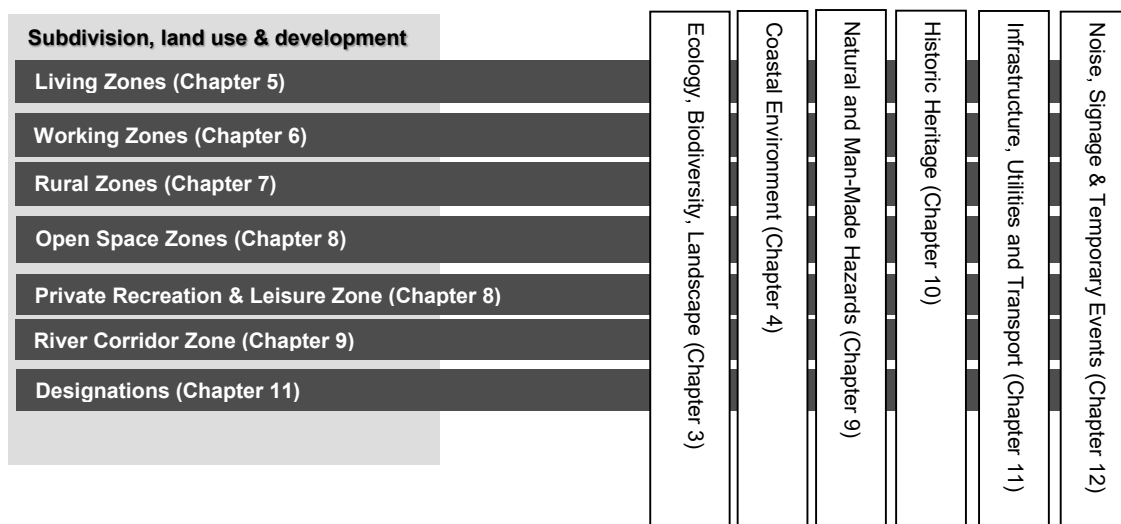 Subdivision, land use & development
Living Zones (Chapter 5)
Working Zones (Chapter 6)
Rural Zones (Chapter 7)
Open Space Zones (Chapter 8)
Private Recreation & Leisure Zone (Chapter 8)
River Corridor Zone (Chapter 9)
Designations (Chapter 11)
Ecology, Biodiversity, Landscape (Chapter 3)
Coastal Environment (Chapter 4)
Natural and Man-Made Hazards (Chapter 9)
Historic Heritage (Chapter 10)
Infrastructure, Utilities and Transport (Chapter 11)
Noise, Signage & Temporary Events (Chapter 12)